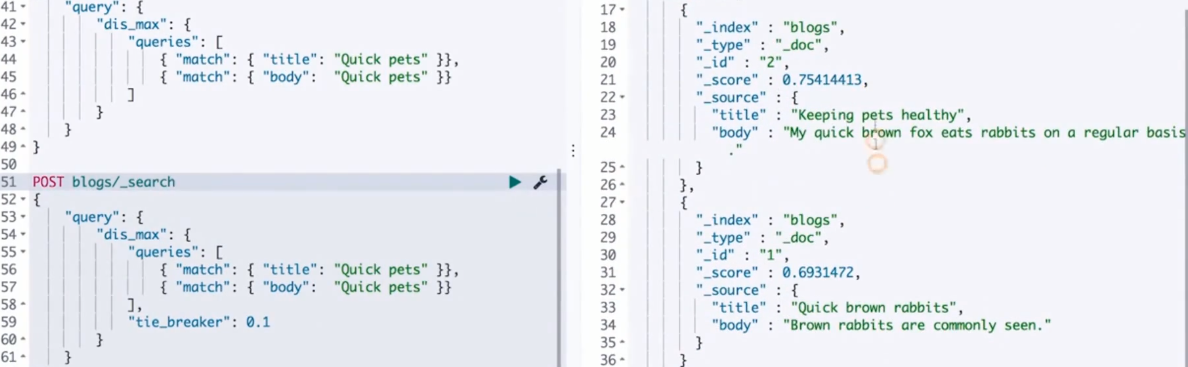 41 "query": {
42 "dis_max": {
43 "queries": [
44 { "match": { "title": "Quick pets" }},
45 { "match": { "body":  "Quick pets" }}
46 ]
47 }
48 }
49 }
50
51 POST blogs/_search
52 {
53 "query": {
54 "dis_max": {
55 "queries": [
56 { "match": { "title": "Quick pets" }},
57 { "match": { "body":  "Quick pets" }}
58 ],
59 "tie_breaker": 0.1
60 }
61 }
17 {
18 "_index" : "blogs",
19 "_type" : "_doc",
20 "_id" : "2",
21 "_score" : 0.75414413,
22 "_source" : {
23 "title" : "Keeping pets healthy",
24 "body" : "My quick brown fox eats rabbits on a regular basis
."
25 }
26 },
27 {
28 "_index" : "blogs",
29 "_type" : "_doc",
30 "_id" : "1",
31 "_score" : 0.6931472,
32 "_source" : {
33 "title" : "Quick brown rabbits",
34 "body" : "Brown rabbits are commonly seen."
35 }
36 }